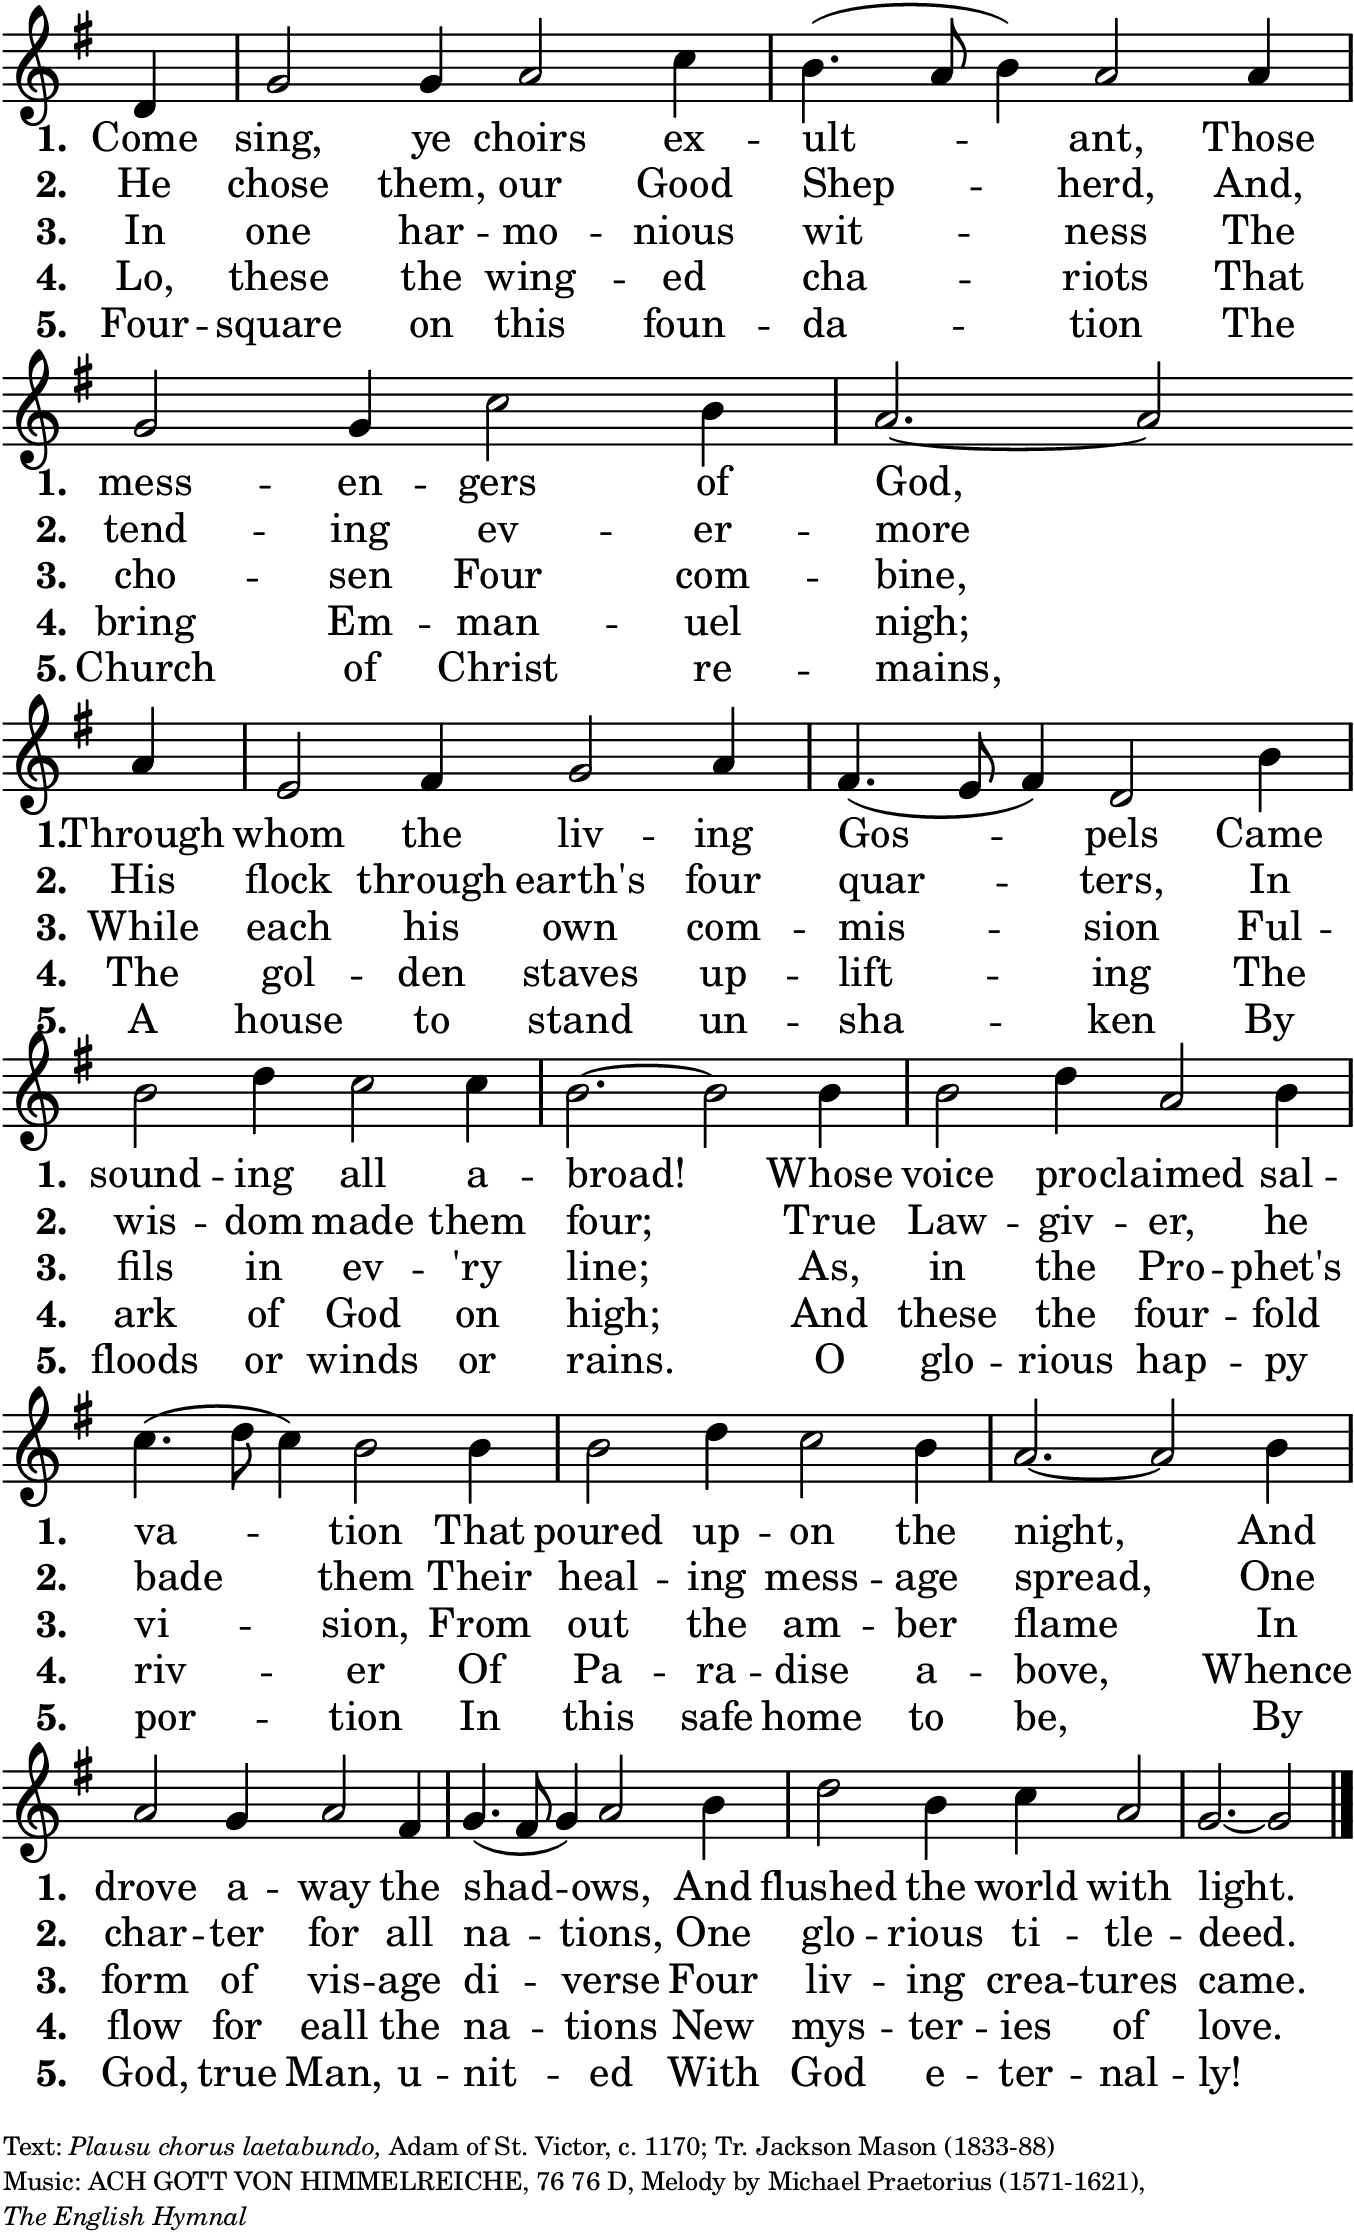 1. Come sing, ye choirs ex - ult - ant, Those
2. He chose them, our Good Shep - herd, And,
3. In one har - mo - nious wit - ness The
4. Lo, these the wing - ed cha - riots That
5. Four - square on this foun - da - tion The
1. mess - en - gers of God,
2. tend - ing ev - er - more
3. cho - sen Four com - bine,
4. bring Em - man - uel nigh;
5. Church of Christ re - mains,
1. Through whom the liv - ing Gos - pels Came
2. His flock through earth's four quar - ters, In
3. While each his own com - mis - sion Ful -
4. The gol - den staves up - lift - ing The
5. A house to stand un - sha - ken By
1. sound - ing all a - broad! Whose voice proclaimed sal -
2. wis - dom made them four; True Law - giv - er, he
3. fils in ev - 'ry line; As, in the Pro - phet's
4. ark of God on high; And these the four - fold
5. floods or winds or rains. O glo - rious hap - py
1. va - tion That poured up - on the night, And
2. bade them Their heal - ing mess - age spread, One
3. vi - sion, From out the am - ber flame In
4. riv - er Of Pa - ra - dise a - bove, Whence
5. por - tion In this safe home to be, By
1. drove a - way the shad - ows, And flushed the world with light.
2. char - ter for all na - tions, One glo - rious ti - tle - deed.
3. form of vis - age di - verse Four liv - ing crea - tures came.
4. flow for eall the na - tions New mys - ter - ies of love.
5. God, true Man, u - nit - ed With God e - ter - nal - ly!
Text: Plausu chorus laetabundo, Adam of St. Victor, c. 1170; Tr. Jackson Mason (1833-88)
Music: ACH GOTT VON HIMMELREICHE, 76 76 D, Melody by Michael Praetorius (1571-1621),
The English Hymnal